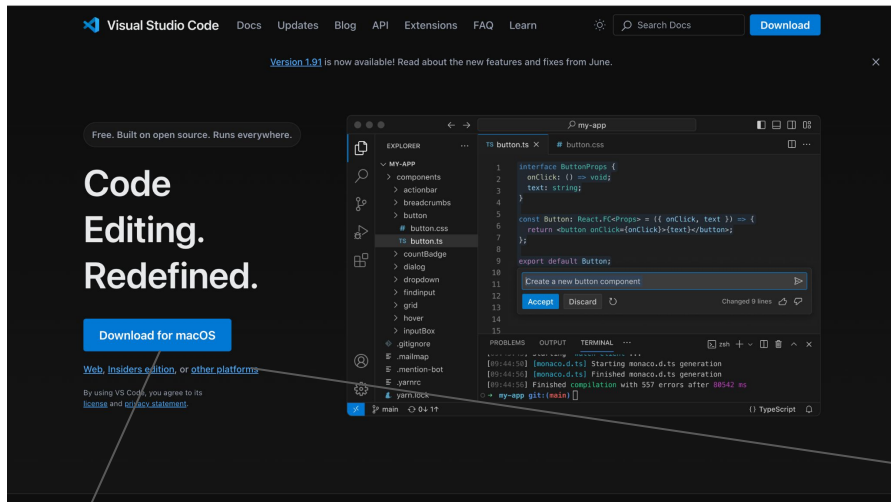 Visual Studio Code Docs Updates Blog API Extensions FAQ Learn Search Docs Download
Version 1.91 is now available! Read about the new features and fixes from June.
Free. Built on open source. Runs everywhere.
Code
Editing.
Redefined.
Download for macOS
Web, Insiders edition, or other platforms
By using VS Code, you agree to its
license and privacy statement.
my-app
EXPLORER
MY-APP
components
actionbar
breadcrumbs
button
# button.css
TS button.ts
countBadge
dialog
dropdown
findinput
grid
hover
inputBox
.gitignore
.mailmap
.mention-bot
.yarnrc
yarn.lock
TS button.ts # button.css
1 interface ButtonProps {
2 onClick: () => void;
3 text: string;
4 }
5
6 const Button: React.FC<Props> = ({ onClick, text }) => {
7 return <button onClick={onClick}>{text}</button>;
8 };
9 export default Button;
10
11 Create a new button component
12
13 Accept Discard Changed 9 lines
14
15
PROBLEMS OUTPUT TERMINAL ... zsh
[09:44:50] [monaco.d.ts] Starting monaco.d.ts generation
[09:44:56] [monaco.d.ts] Finished monaco.d.ts generation
[09:44:56] Finished compilation with 557 errors after 80542 ms
my-app git:(main)
main 0↓ 1↑ () TypeScript